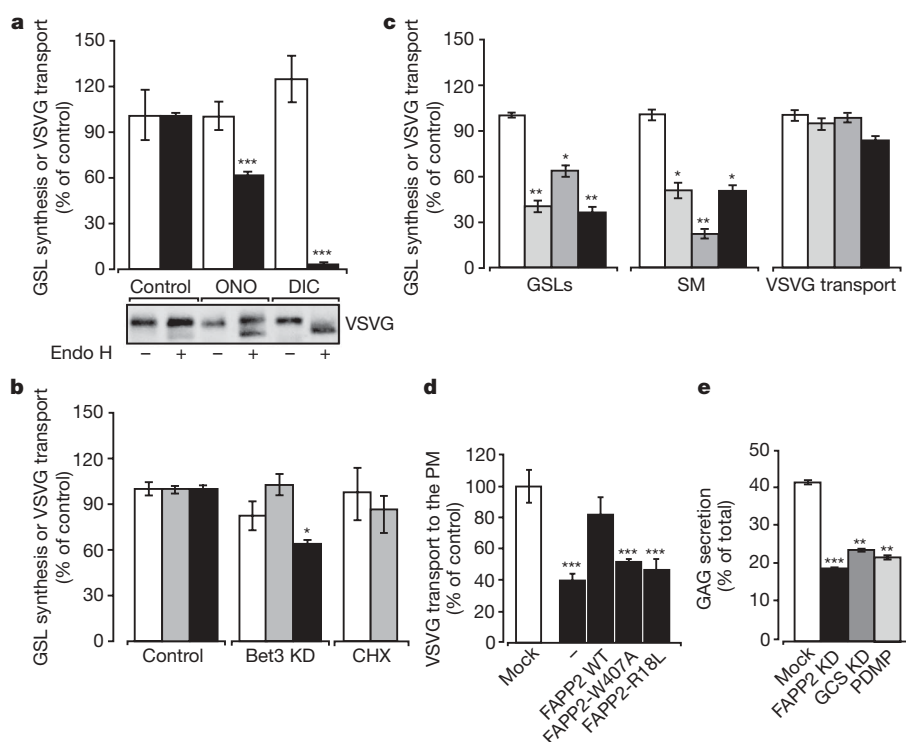 a
GSL synthesis or VSVG transport
(% of control)
150
120
90
60
30
0
***
***
Control
ONO
DIC
VSVG
Endo H
–
+
–
+
–
+
c
GSL synthesis or VSVG transport
(% of control)
150
120
90
60
30
0
**
*
**
*
**
*
GSLs
SM
VSVG transport
b
GSL synthesis or VSVG transport
(% of control)
150
120
90
60
30
0
*
Control
Bet3 KD
CHX
d
VSVG transport to the PM
(% of control)
120
100
80
60
40
20
0
***
***
***
Mock
–
FAPP2 WT
FAPP2-W407A
FAPP2-R18L
e
GAG secretion
(% of total)
50
40
30
20
10
0
***
**
**
Mock
FAPP2 KD
GCS KD
PDMP